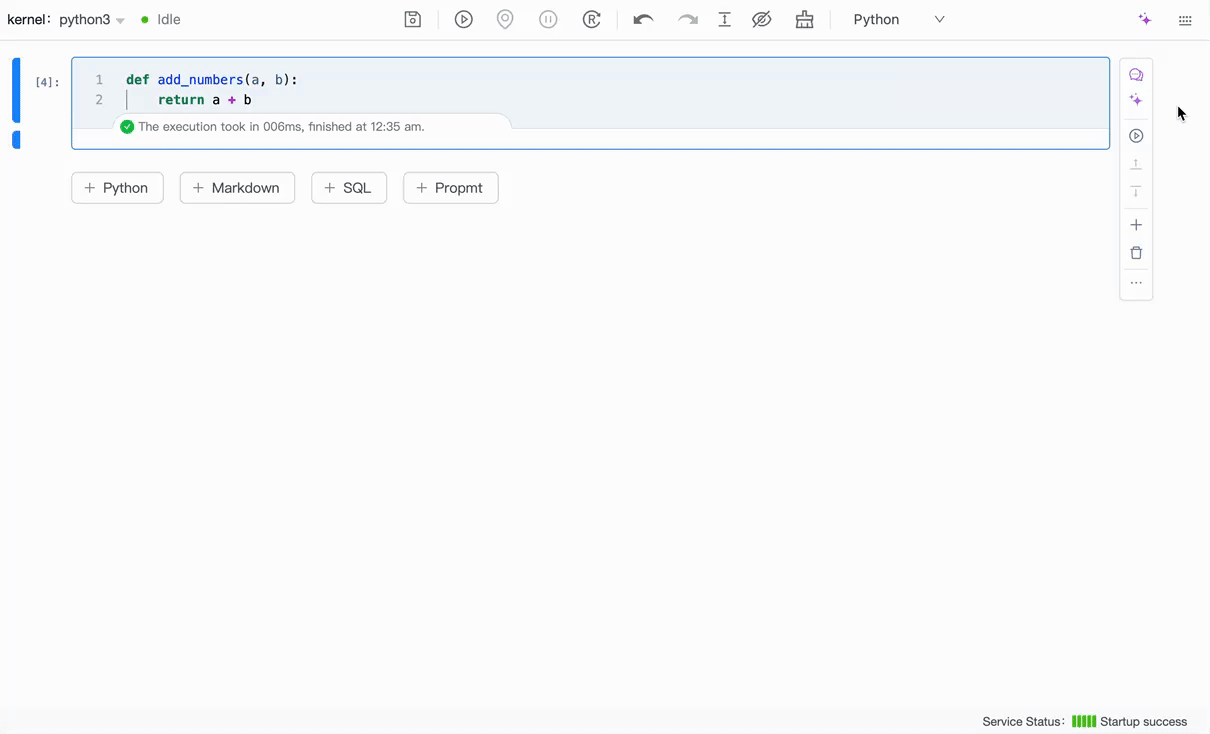 kernel: python3 Idle Python
[4]: 1 def add_numbers(a, b):
2 return a + b
The execution took in 006ms, finished at 12:35 am.
+ Python + Markdown + SQL + Propmt
Service Status: Startup success